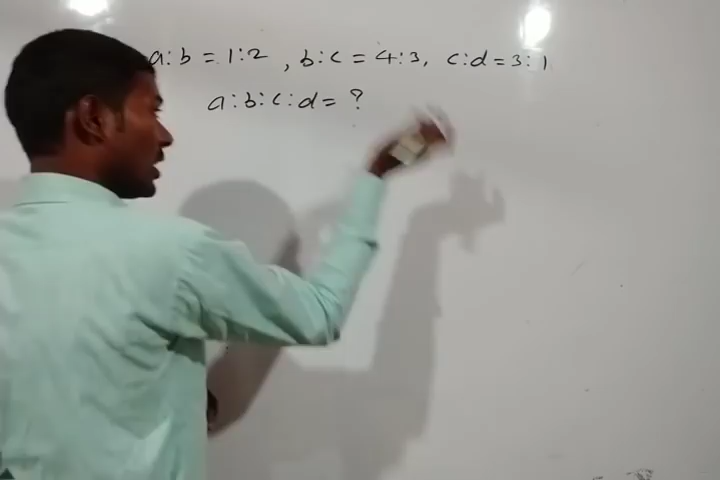 a:b = 1:2 , b:c = 4:3, c:d = 3:1
a:b:c:d = ?